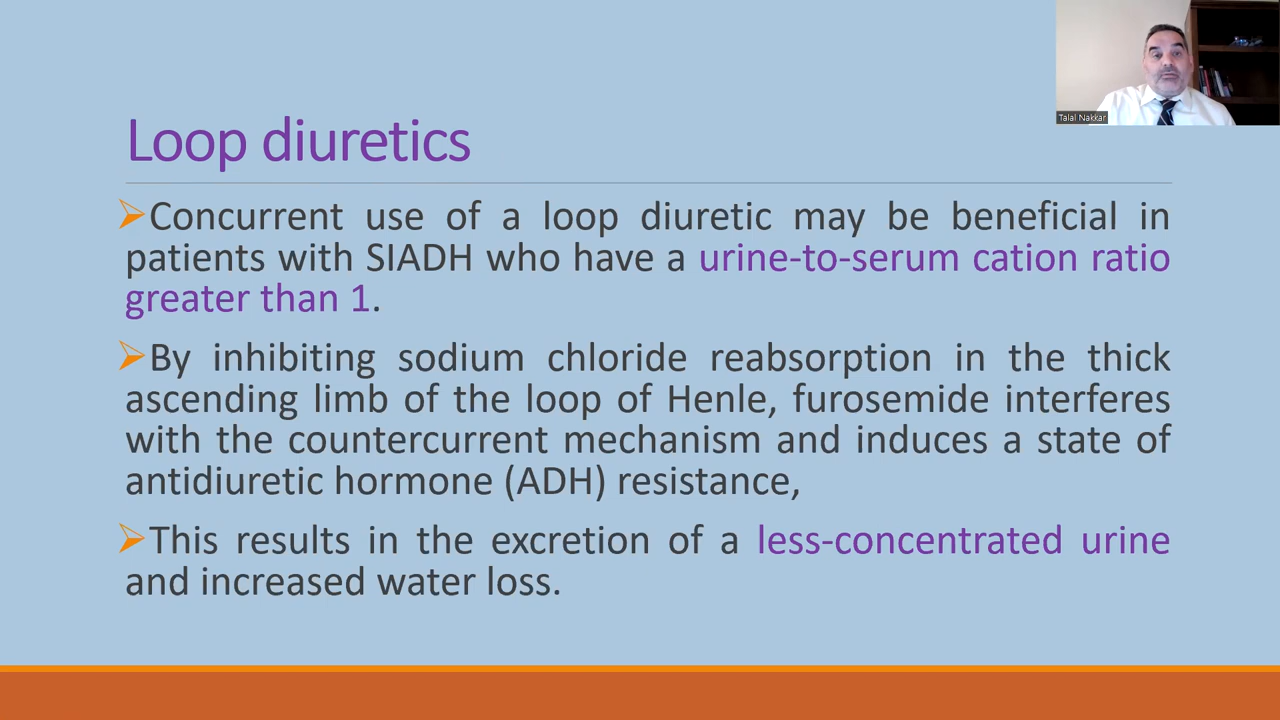 Talal Nakkar
Loop diuretics
Concurrent use of a loop diuretic may be beneficial in
patients with SIADH who have a urine-to-serum cation ratio
greater than 1.
By inhibiting sodium chloride reabsorption in the thick
ascending limb of the loop of Henle, furosemide interferes
with the countercurrent mechanism and induces a state of
antidiuretic hormone (ADH) resistance,
This results in the excretion of a less-concentrated urine
and increased water loss.